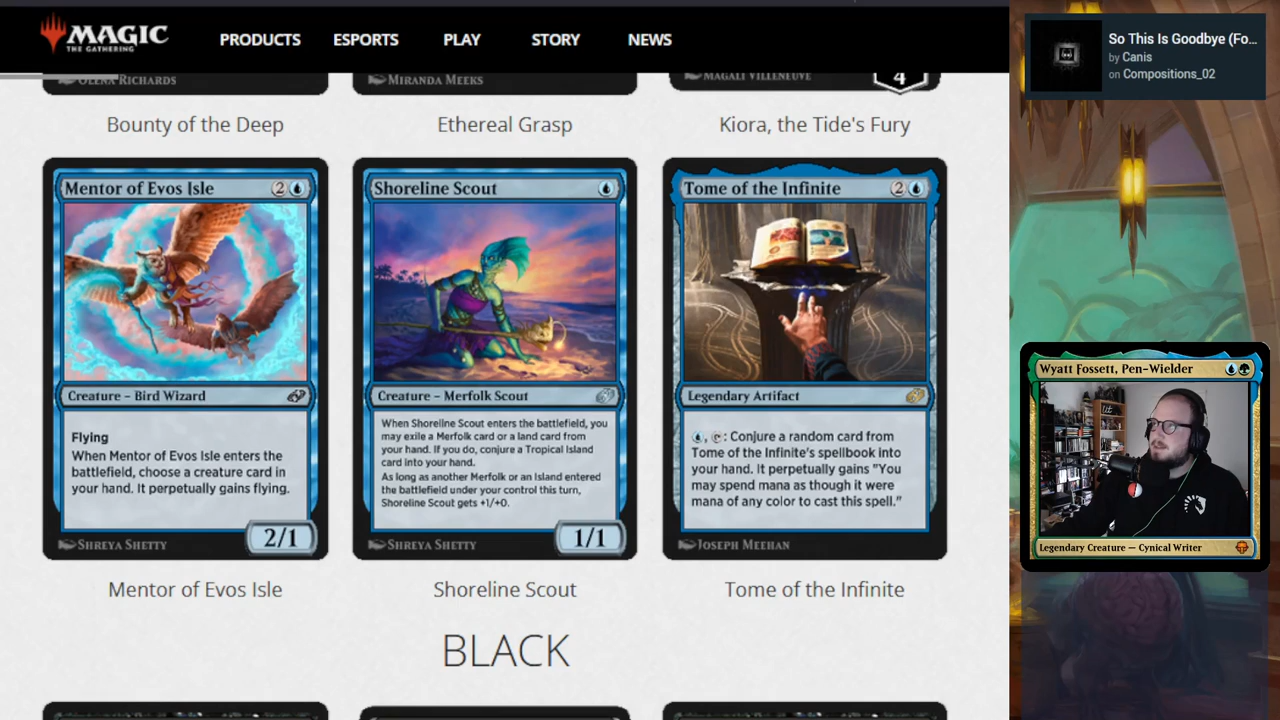 MAGIC
THE GATHERING
PRODUCTS
ESPORTS
PLAY
STORY
NEWS
So This Is Goodbye (Fo...
by Canis
on Compositions_02
OLENA RICHARDS
MIRANDA MEEKS
MAGALI VILLENEUVE
4
Bounty of the Deep
Ethereal Grasp
Kiora, the Tide's Fury
Mentor of Evos Isle
2
Creature – Bird Wizard
Flying
When Mentor of Evos Isle enters the
battlefield, choose a creature card in
your hand. It perpetually gains flying.
2/1
SHREYA SHETTY
Mentor of Evos Isle
Shoreline Scout
Creature – Merfolk Scout
When Shoreline Scout enters the battlefield, you
may exile a Merfolk card or a land card from
your hand. If you do, conjure a Tropical Island
card into your hand.
As long as another Merfolk or an Island entered
the battlefield under your control this turn,
Shoreline Scout gets +1/+0.
1/1
SHREYA SHETTY
Shoreline Scout
Tome of the Infinite
2
Legendary Artifact
: Conjure a random card from
Tome of the Infinite's spellbook into
your hand. It perpetually gains "You
may spend mana as though it were
mana of any color to cast this spell."
JOSEPH MEEHAN
Tome of the Infinite
BLACK
Wyatt Fossett, Pen-Wielder
Legendary Creature — Cynical Writer